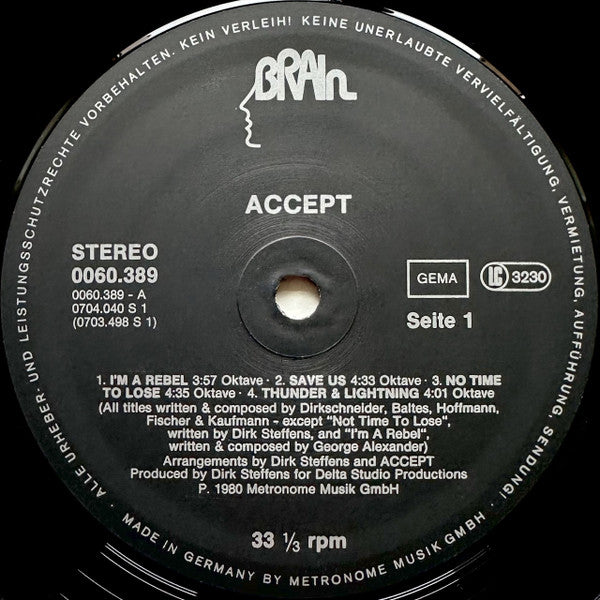 ALLE URHEBER- UND LEISTUNGSSCHUTZRECHTE VORBEHALTEN. KEIN VERLEIH! KEINE UNERLAUBTE VERVIELFÄLTIGUNG, VERMIETUNG, AUFFÜHRUNG, SENDUNG!
BRAIN
ACCEPT
STEREO
0060.389
0060.389 - A
0704.040 S 1
(0703.498 S 1)
GEMA
LC 3230
Seite 1
1. I'M A REBEL 3:57 Oktave · 2. SAVE US 4:33 Oktave · 3. NO TIME
TO LOSE 4:35 Oktave · 4. THUNDER & LIGHTNING 4:01 Oktave
(All titles written & composed by Dirkschneider, Baltes, Hoffmann,
Fischer & Kaufmann - except "Not Time To Lose",
written by Dirk Steffens, and "I'm A Rebel",
written & composed by George Alexander)
Arrangements by Dirk Steffens and ACCEPT
Produced by Dirk Steffens for Delta Studio Productions
P. 1980 Metronome Musik GmbH
33 1/3 rpm
· MADE IN GERMANY BY METRONOME MUSIK GMBH ·